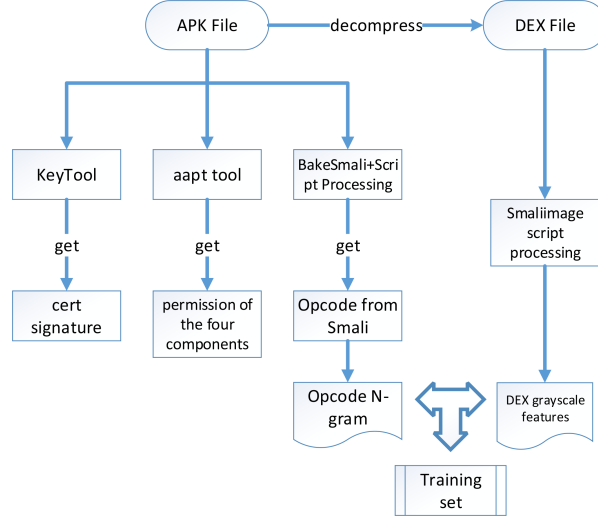 APK File
decompress
DEX File
KeyTool
aapt tool
BakeSmali+Scri
pt Processing
Smaliimage
script
processing
get
get
get
cert
signature
permission of
the four
components
Opcode from
Smali
Opcode N-
gram
DEX grayscale
features
Training
set